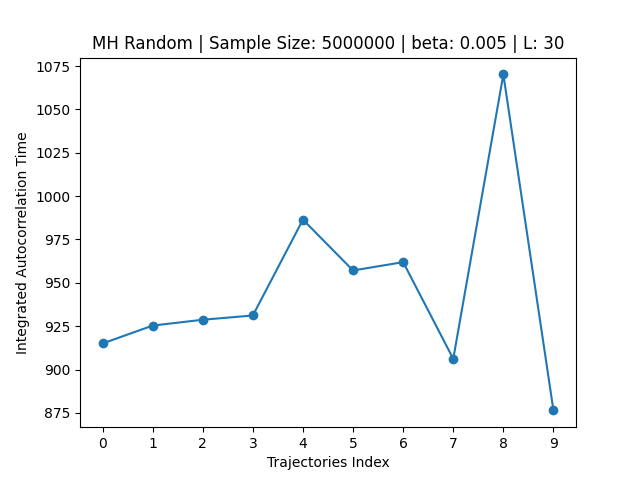 MH Random | Sample Size: 5000000 | beta: 0.005 | L: 30
1075
1050
1025
1000
975
950
925
900
875
Integrated Autocorrelation Time
0 1 2 3 4 5 6 7 8 9
Trajectories Index